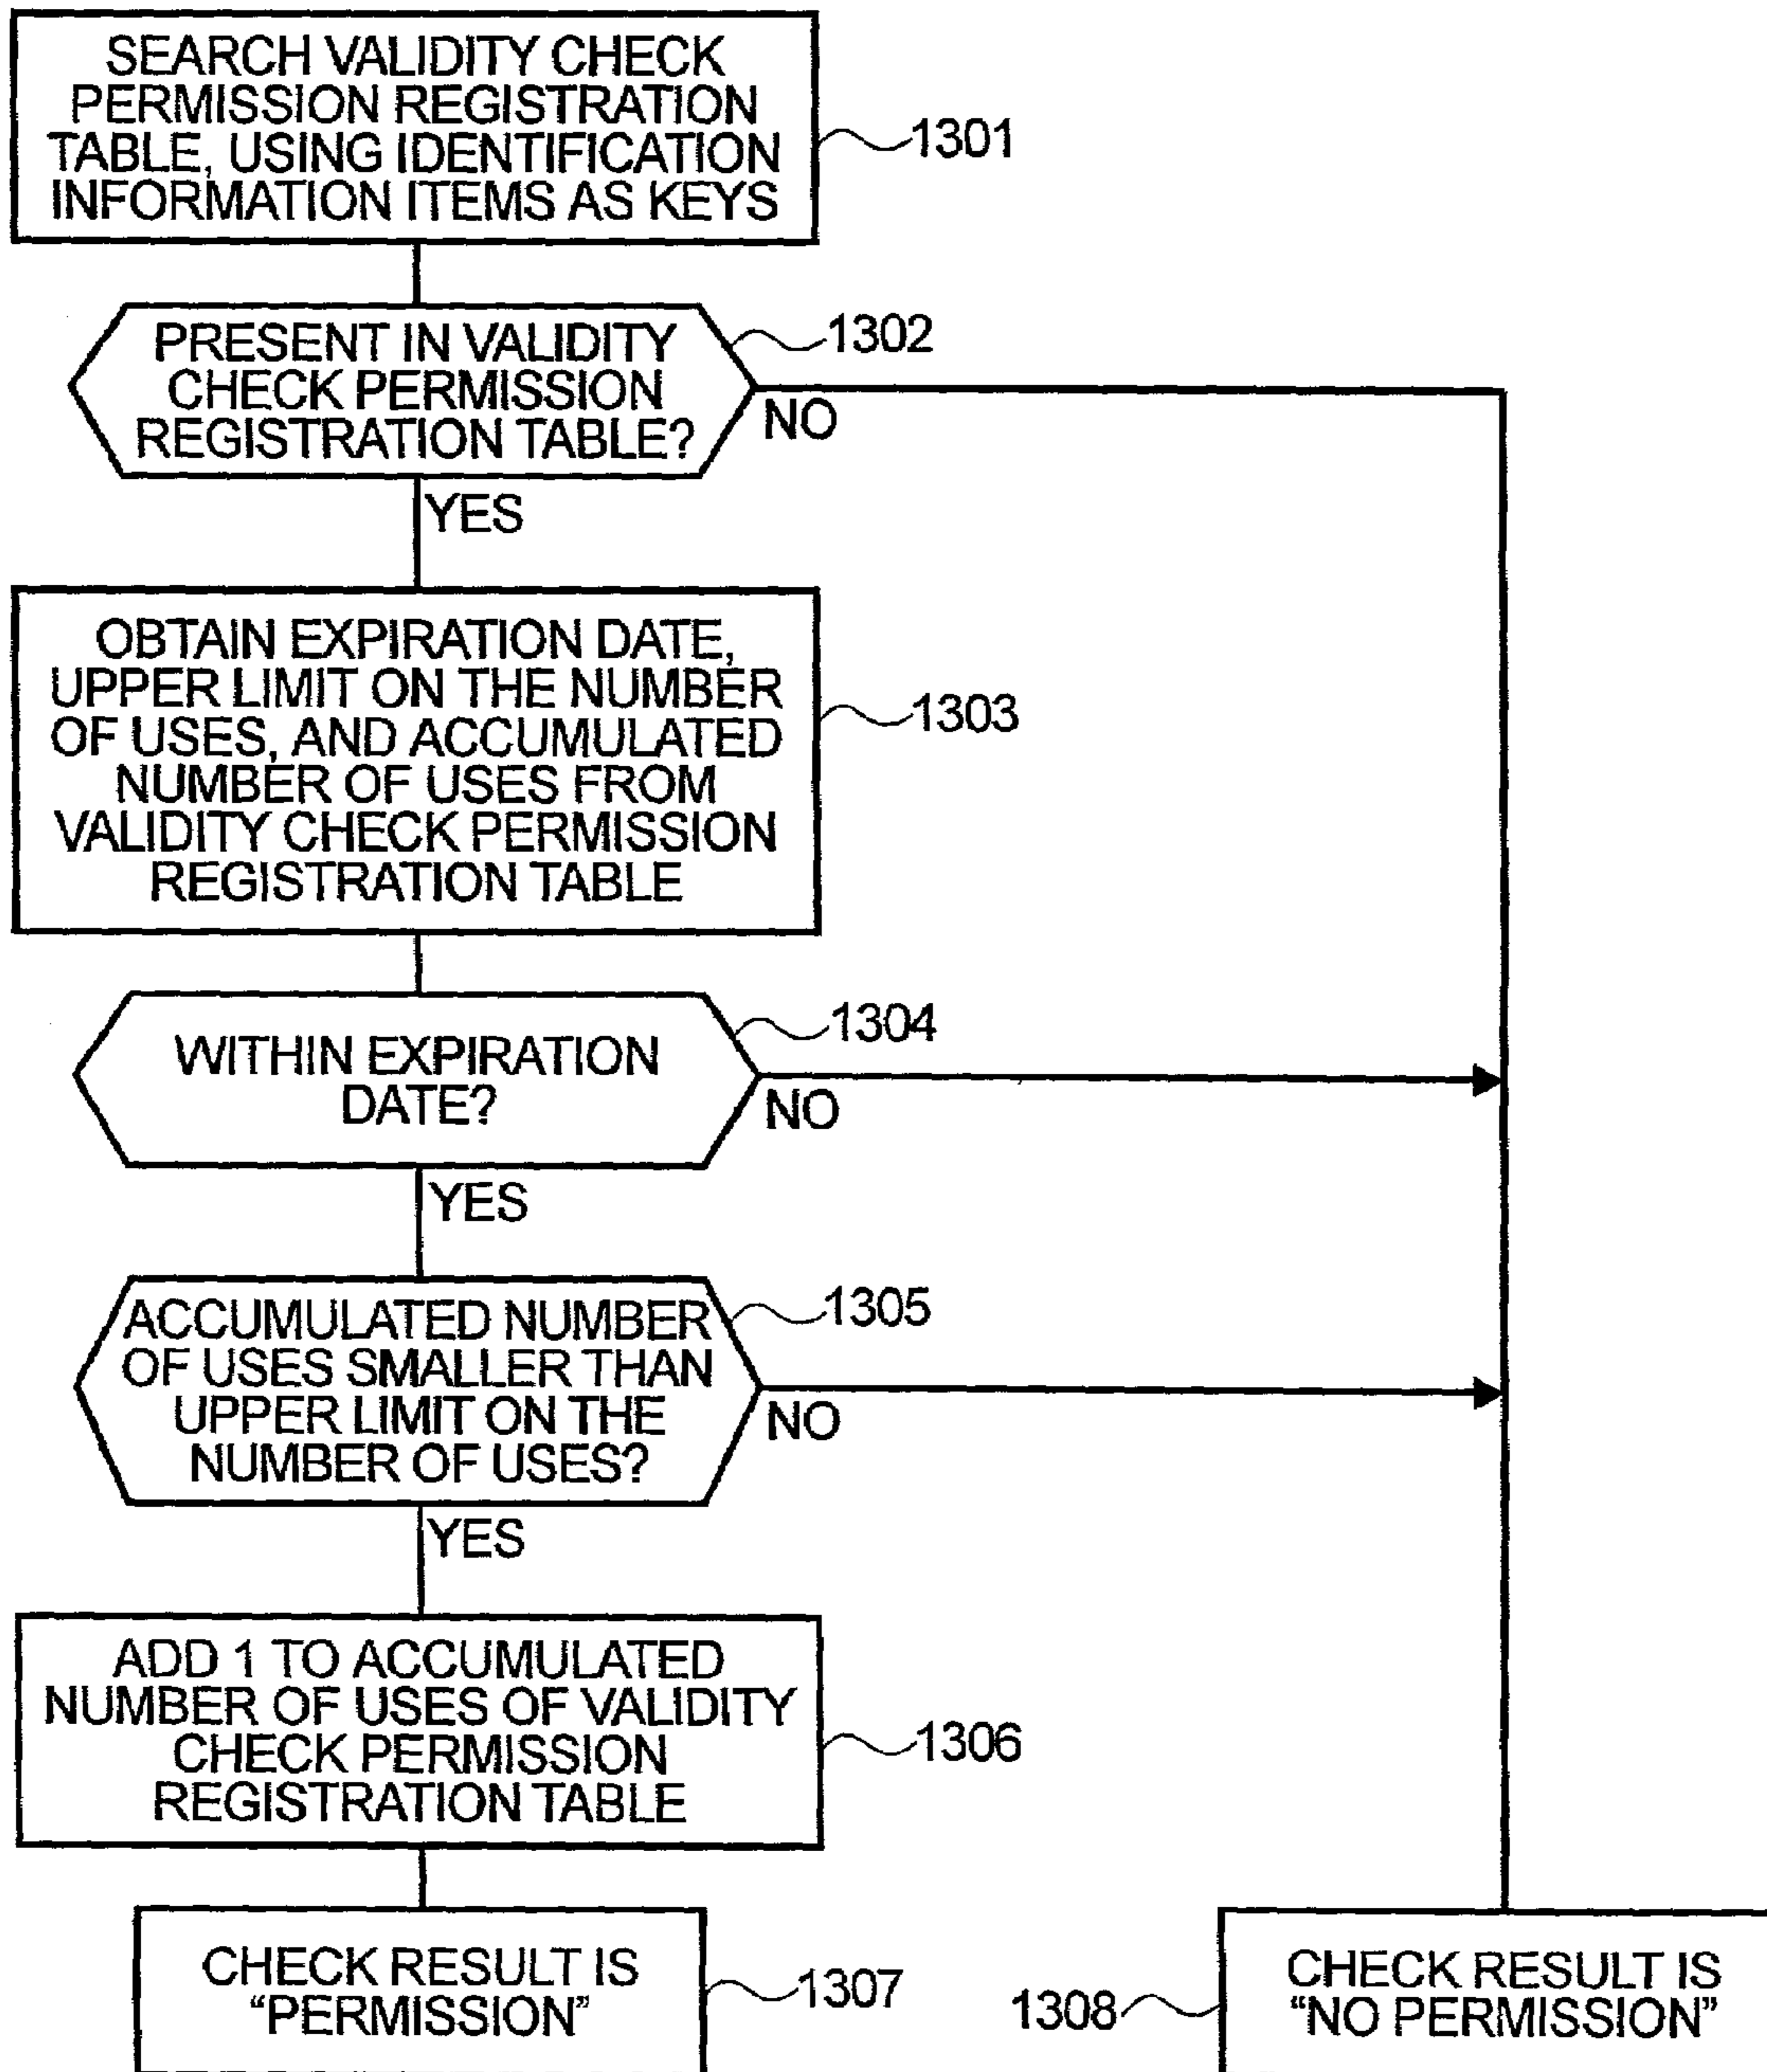 SEARCH VALIDITY CHECK
PERMISSION REGISTRATION
TABLE, USING IDENTIFICATION
INFORMATION ITEMS AS KEYS
1301
PRESENT IN VALIDITY
CHECK PERMISSION
REGISTRATION TABLE?
1302
NO
YES
OBTAIN EXPIRATION DATE,
UPPER LIMIT ON THE NUMBER
OF USES, AND ACCUMULATED
NUMBER OF USES FROM
VALIDITY CHECK PERMISSION
REGISTRATION TABLE
1303
WITHIN EXPIRATION
DATE?
1304
NO
YES
ACCUMULATED NUMBER
OF USES SMALLER THAN
UPPER LIMIT ON THE
NUMBER OF USES?
1305
NO
YES
ADD 1 TO ACCUMULATED
NUMBER OF USES OF VALIDITY
CHECK PERMISSION
REGISTRATION TABLE
1306
CHECK RESULT IS
“PERMISSION”
1307
1308
CHECK RESULT IS
“NO PERMISSION”